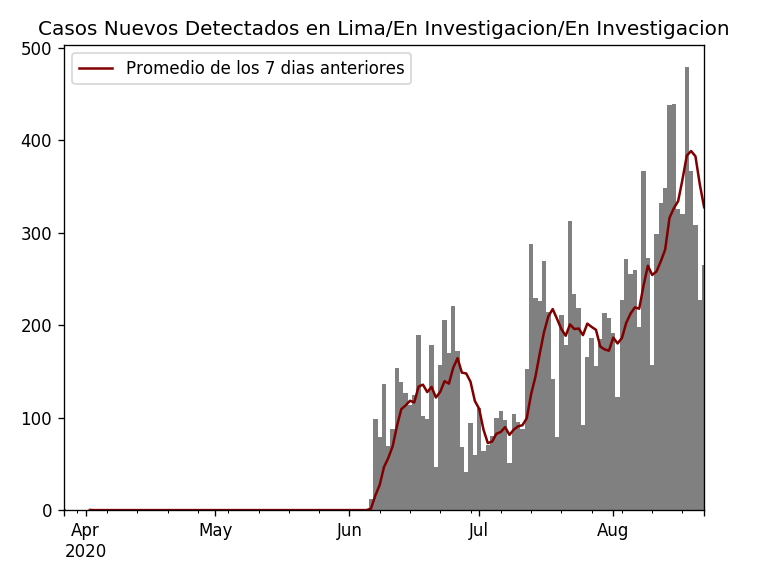 Casos Nuevos Detectados en Lima/En Investigacion/En Investigacion
Promedio de los 7 dias anteriores
500
400
300
200
100
0
Apr May Jun Jul Aug
2020